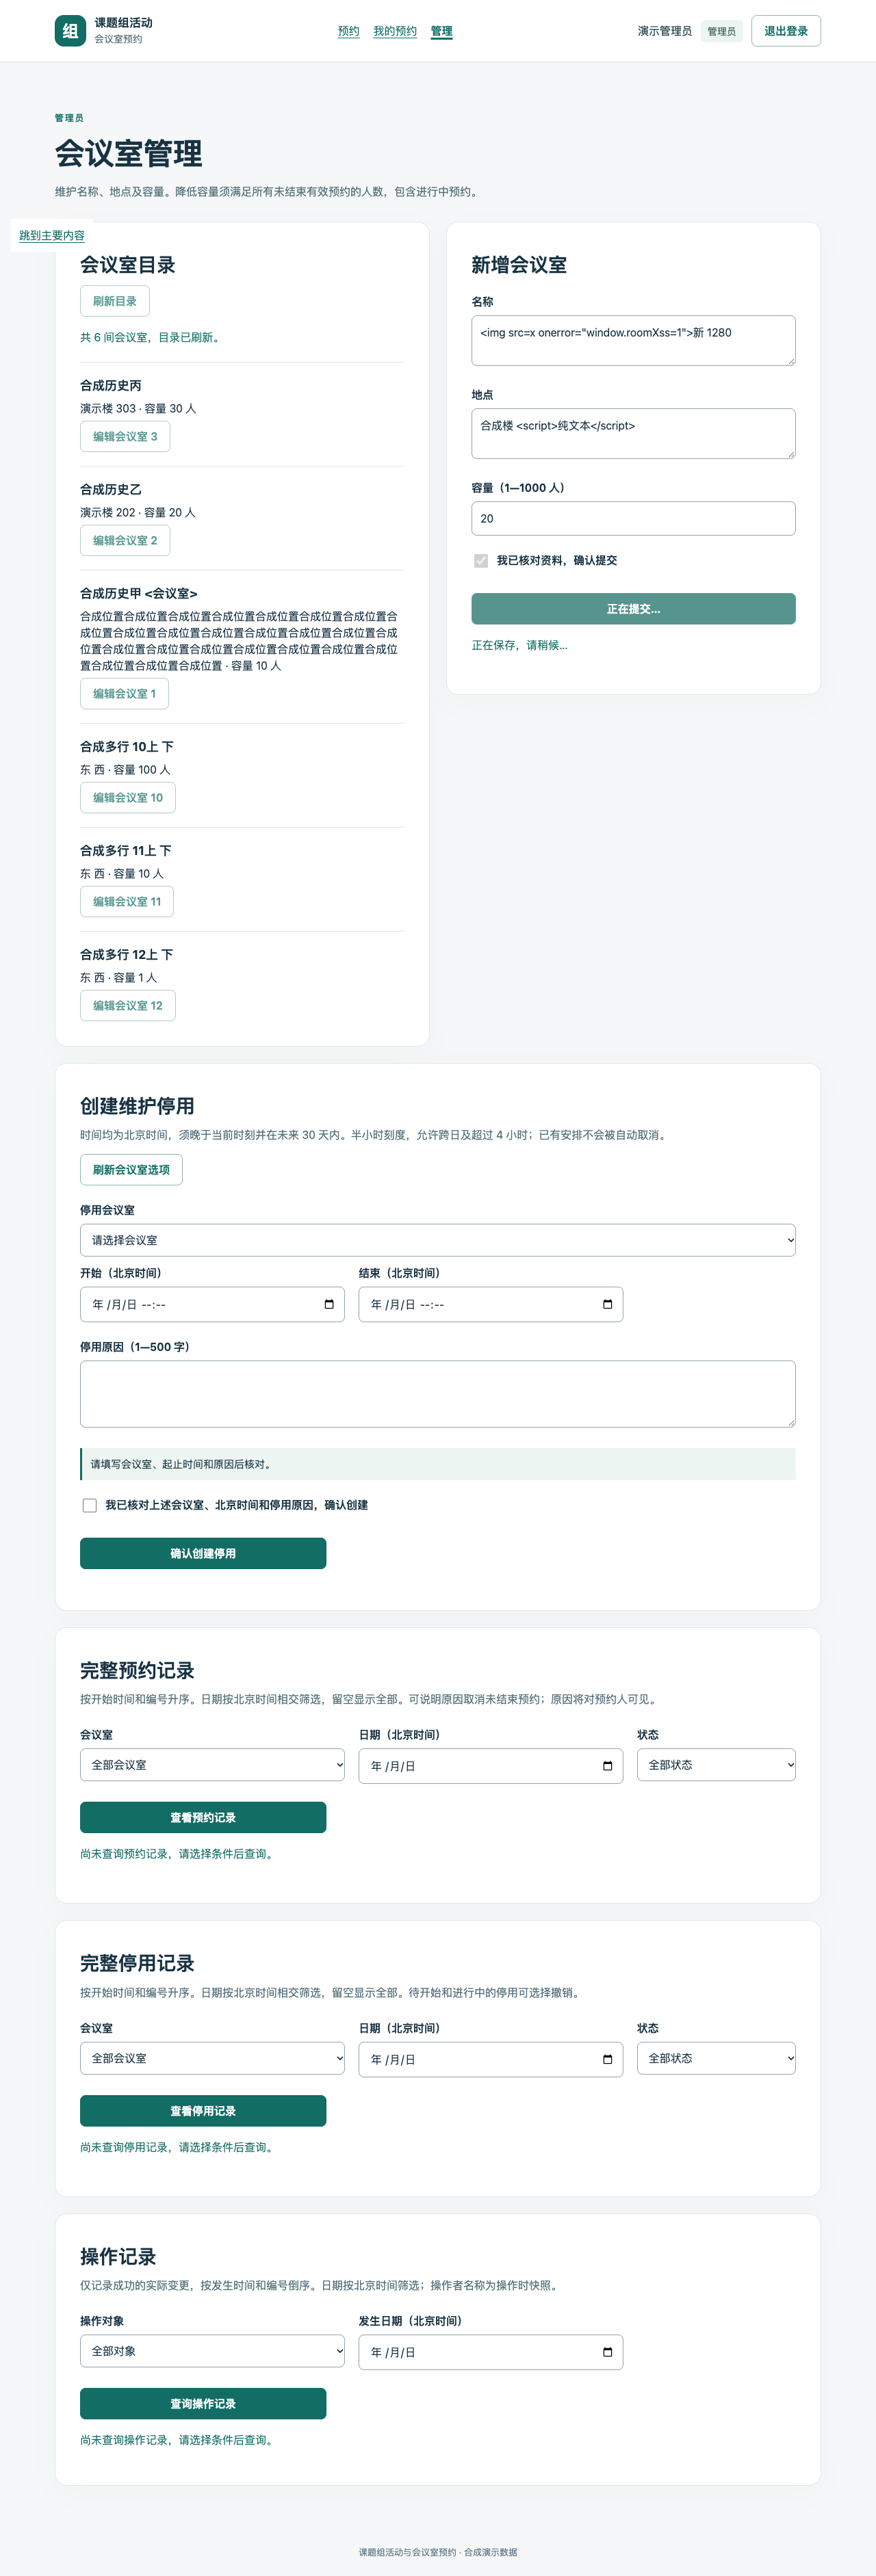 组
课题组活动
会议室预约
预约
我的预约
管理
演示管理员
管理员
退出登录
管理员
会议室管理
维护名称、地点及容量。降低容量须满足所有未结束有效预约的人数，包含进行中预约。
跳到主要内容
会议室目录
刷新目录
共 6 间会议室，目录已刷新。
合成历史丙
演示楼 303 · 容量 30 人
编辑会议室 3
合成历史乙
演示楼 202 · 容量 20 人
编辑会议室 2
合成历史甲 <会议室>
合成位置合成位置合成位置合成位置合成位置合成位置合成位置合
成位置合成位置合成位置合成位置合成位置合成位置合成位置合成
位置合成位置合成位置合成位置合成位置合成位置合成位置合成位
置合成位置合成位置合成位置 · 容量 10 人
编辑会议室 1
合成多行 10上 下
东 西 · 容量 100 人
编辑会议室 10
合成多行 11上 下
东 西 · 容量 10 人
编辑会议室 11
合成多行 12上 下
东 西 · 容量 1 人
编辑会议室 12
新增会议室
名称
<img src=x onerror="window.roomXss=1">新 1280
地点
合成楼 <script>纯文本</script>
容量（1—1000 人）
20
我已核对资料，确认提交
正在提交…
正在保存，请稍候…
创建维护停用
时间均为北京时间，须晚于当前时刻并在未来 30 天内。半小时刻度，允许跨日及超过 4 小时；已有安排不会被自动取消。
刷新会议室选项
停用会议室
请选择会议室
开始（北京时间）
结束（北京时间）
年 /月/日 --:--
年 /月/日 --:--
停用原因（1—500 字）
请填写会议室、起止时间和原因后核对。
我已核对上述会议室、北京时间和停用原因，确认创建
确认创建停用
完整预约记录
按开始时间和编号升序。日期按北京时间相交筛选，留空显示全部。可说明原因取消未结束预约；原因将对预约人可见。
会议室
日期（北京时间）
状态
全部会议室
年 /月/日
全部状态
查看预约记录
尚未查询预约记录，请选择条件后查询。
完整停用记录
按开始时间和编号升序。日期按北京时间相交筛选，留空显示全部。待开始和进行中的停用可选择撤销。
会议室
日期（北京时间）
状态
全部会议室
年 /月/日
全部状态
查看停用记录
尚未查询停用记录，请选择条件后查询。
操作记录
仅记录成功的实际变更，按发生时间和编号倒序。日期按北京时间筛选；操作者名称为操作时快照。
操作对象
发生日期（北京时间）
全部对象
年 /月/日
查询操作记录
尚未查询操作记录，请选择条件后查询。
课题组活动与会议室预约 · 合成演示数据